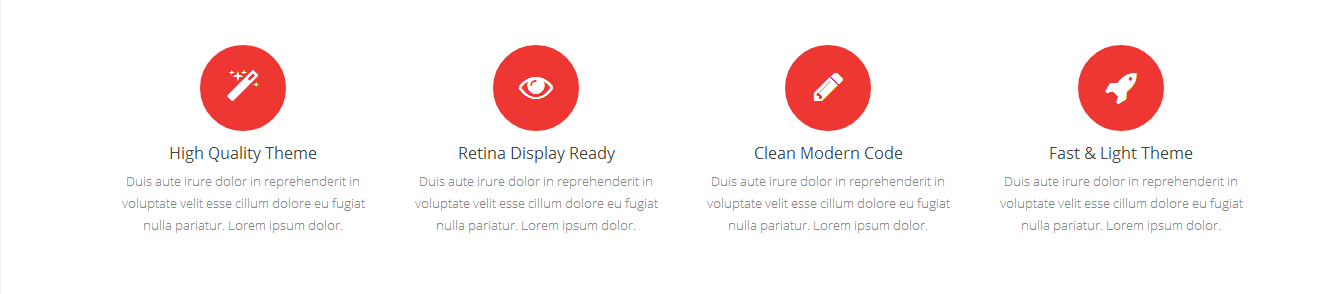 High Quality Theme
Duis aute irure dolor in reprehenderit in
voluptate velit esse cillum dolore eu fugiat
nulla pariatur. Lorem ipsum dolor.
Retina Display Ready
Duis aute irure dolor in reprehenderit in
voluptate velit esse cillum dolore eu fugiat
nulla pariatur. Lorem ipsum dolor.
Clean Modern Code
Duis aute irure dolor in reprehenderit in
voluptate velit esse cillum dolore eu fugiat
nulla pariatur. Lorem ipsum dolor.
Fast & Light Theme
Duis aute irure dolor in reprehenderit in
voluptate velit esse cillum dolore eu fugiat
nulla pariatur. Lorem ipsum dolor.